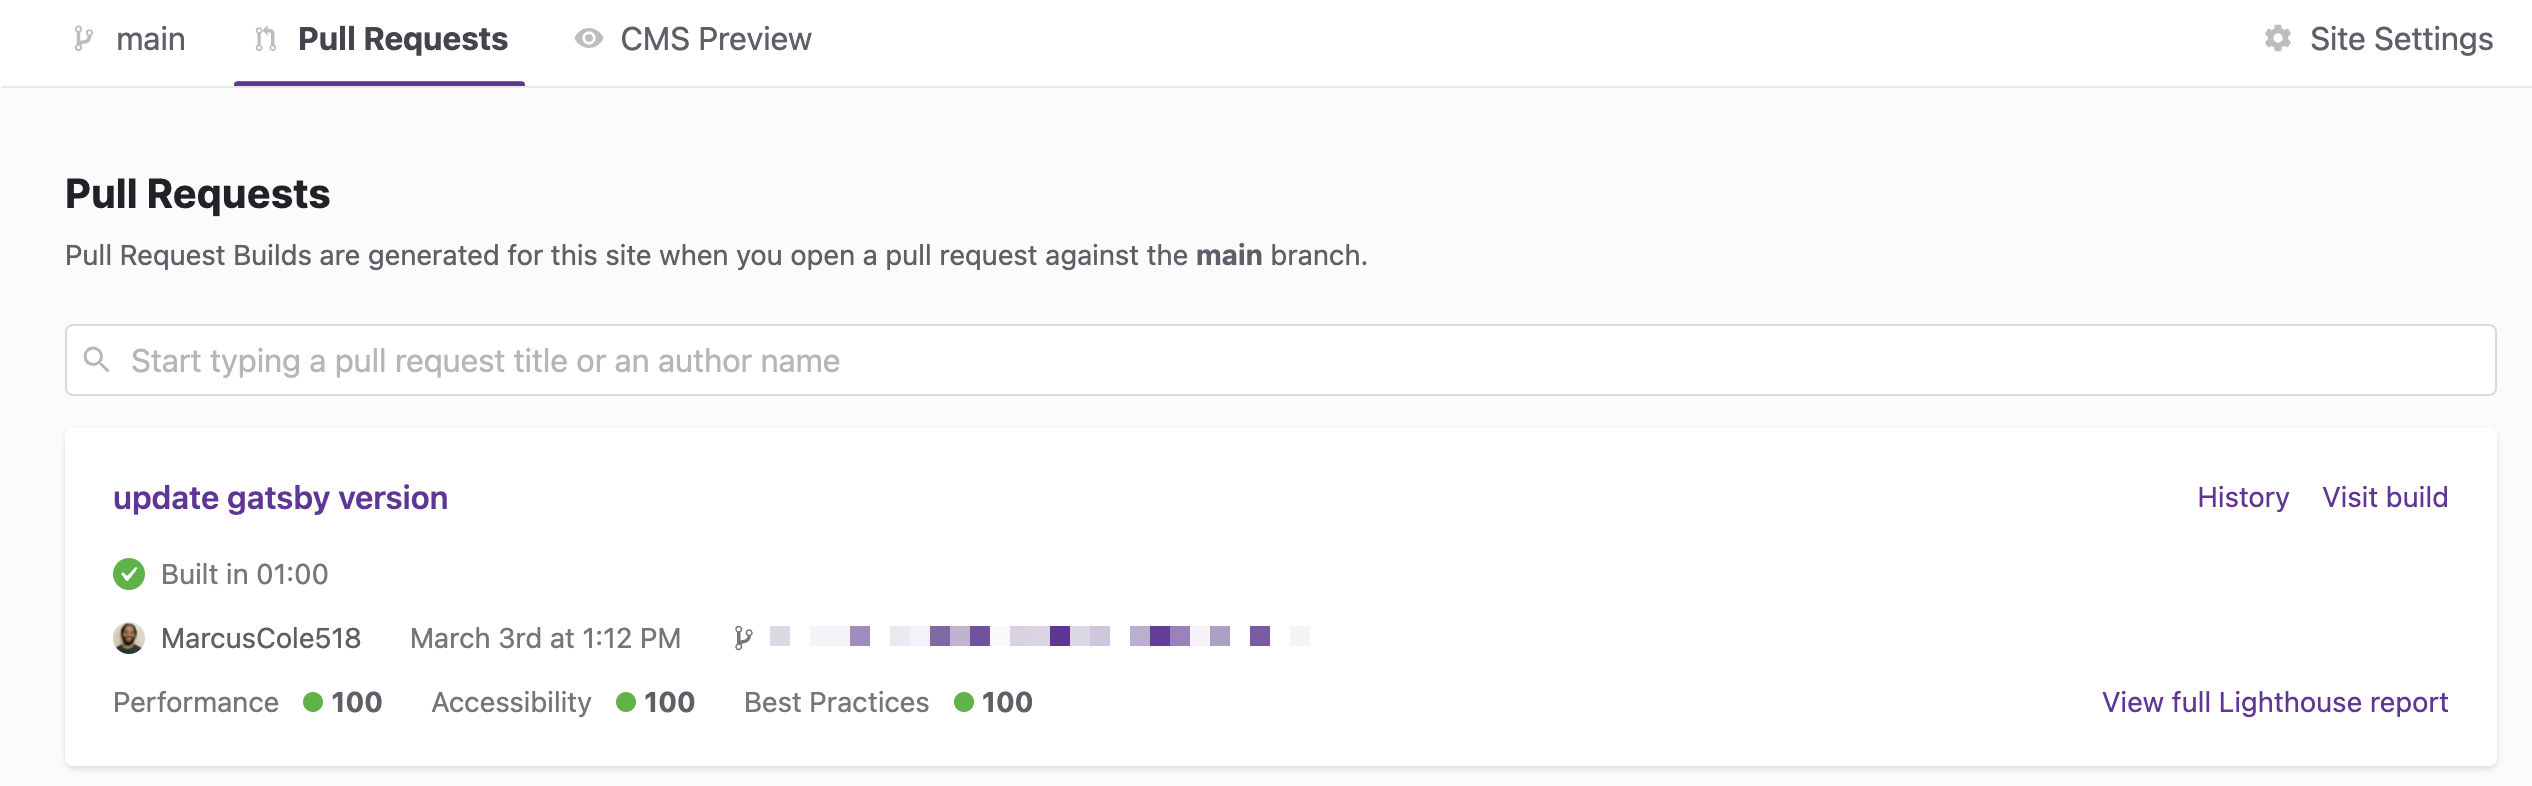 main Pull Requests CMS Preview Site Settings
Pull Requests
Pull Request Builds are generated for this site when you open a pull request against the main branch.
Start typing a pull request title or an author name
update gatsby version History Visit build
Built in 01:00
MarcusCole518 March 3rd at 1:12 PM
Performance 100 Accessibility 100 Best Practices 100 View full Lighthouse report